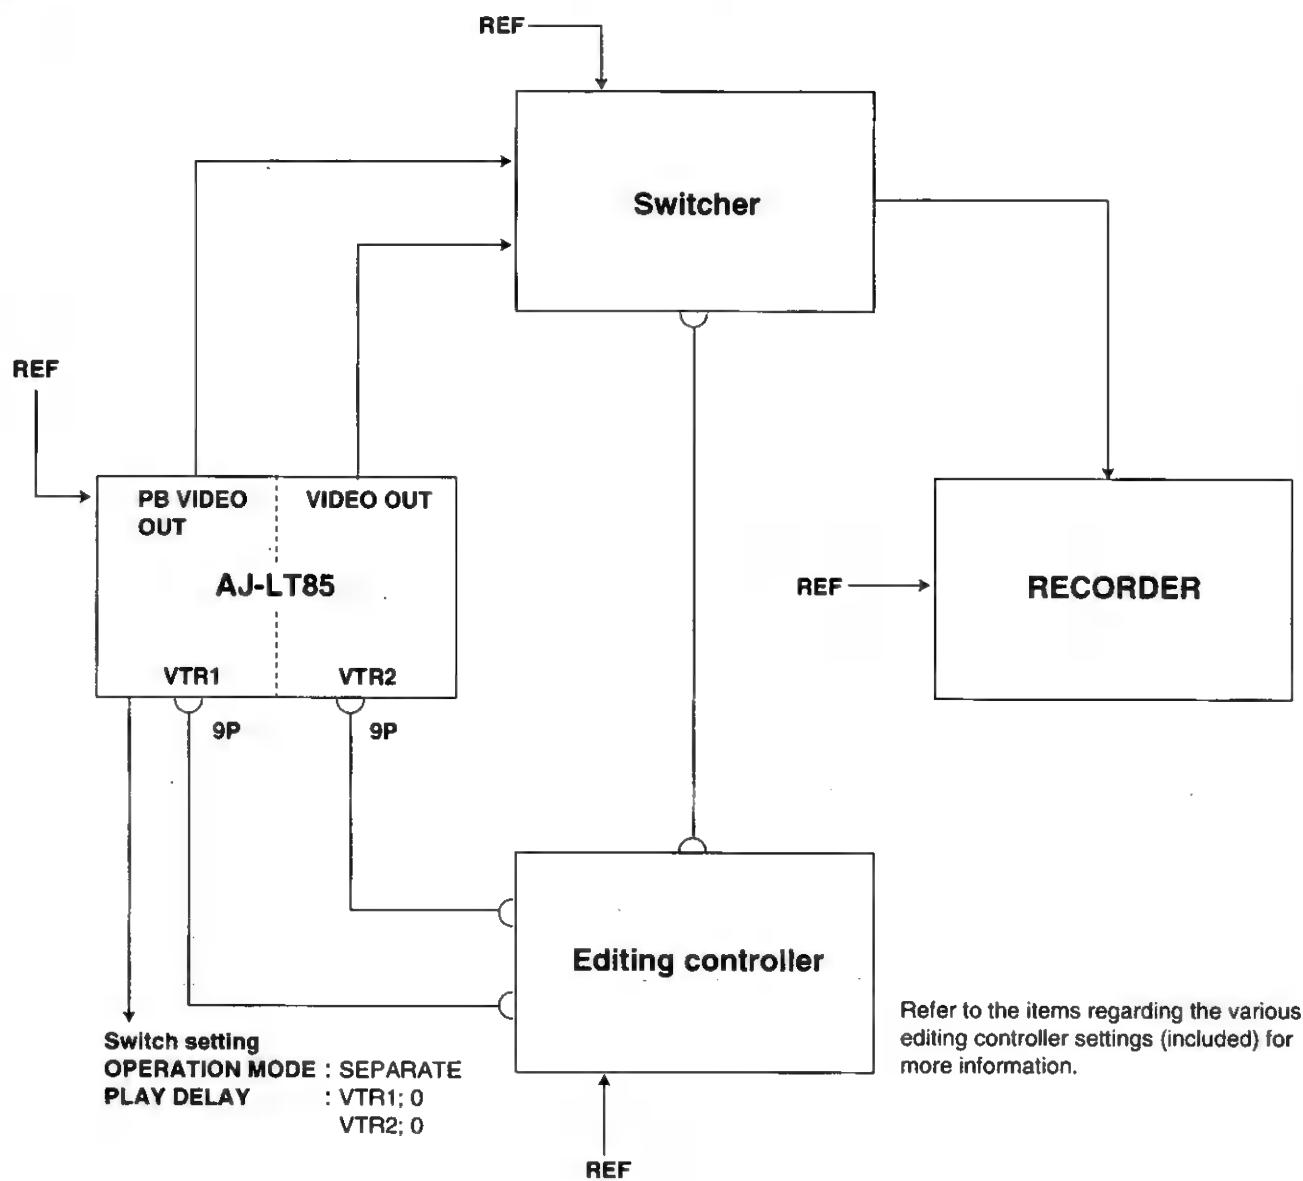 REF
Switcher
REF
PB VIDEO
OUT
VIDEO OUT
AJ-LT85
VTR1
VTR2
9P
9P
REF
RECORDER
Editing controller
Switch setting
OPERATION MODE : SEPARATE
PLAY DELAY : VTR1; 0
VTR2; 0
Refer to the items regarding the various
editing controller settings (included) for
more information.
REF